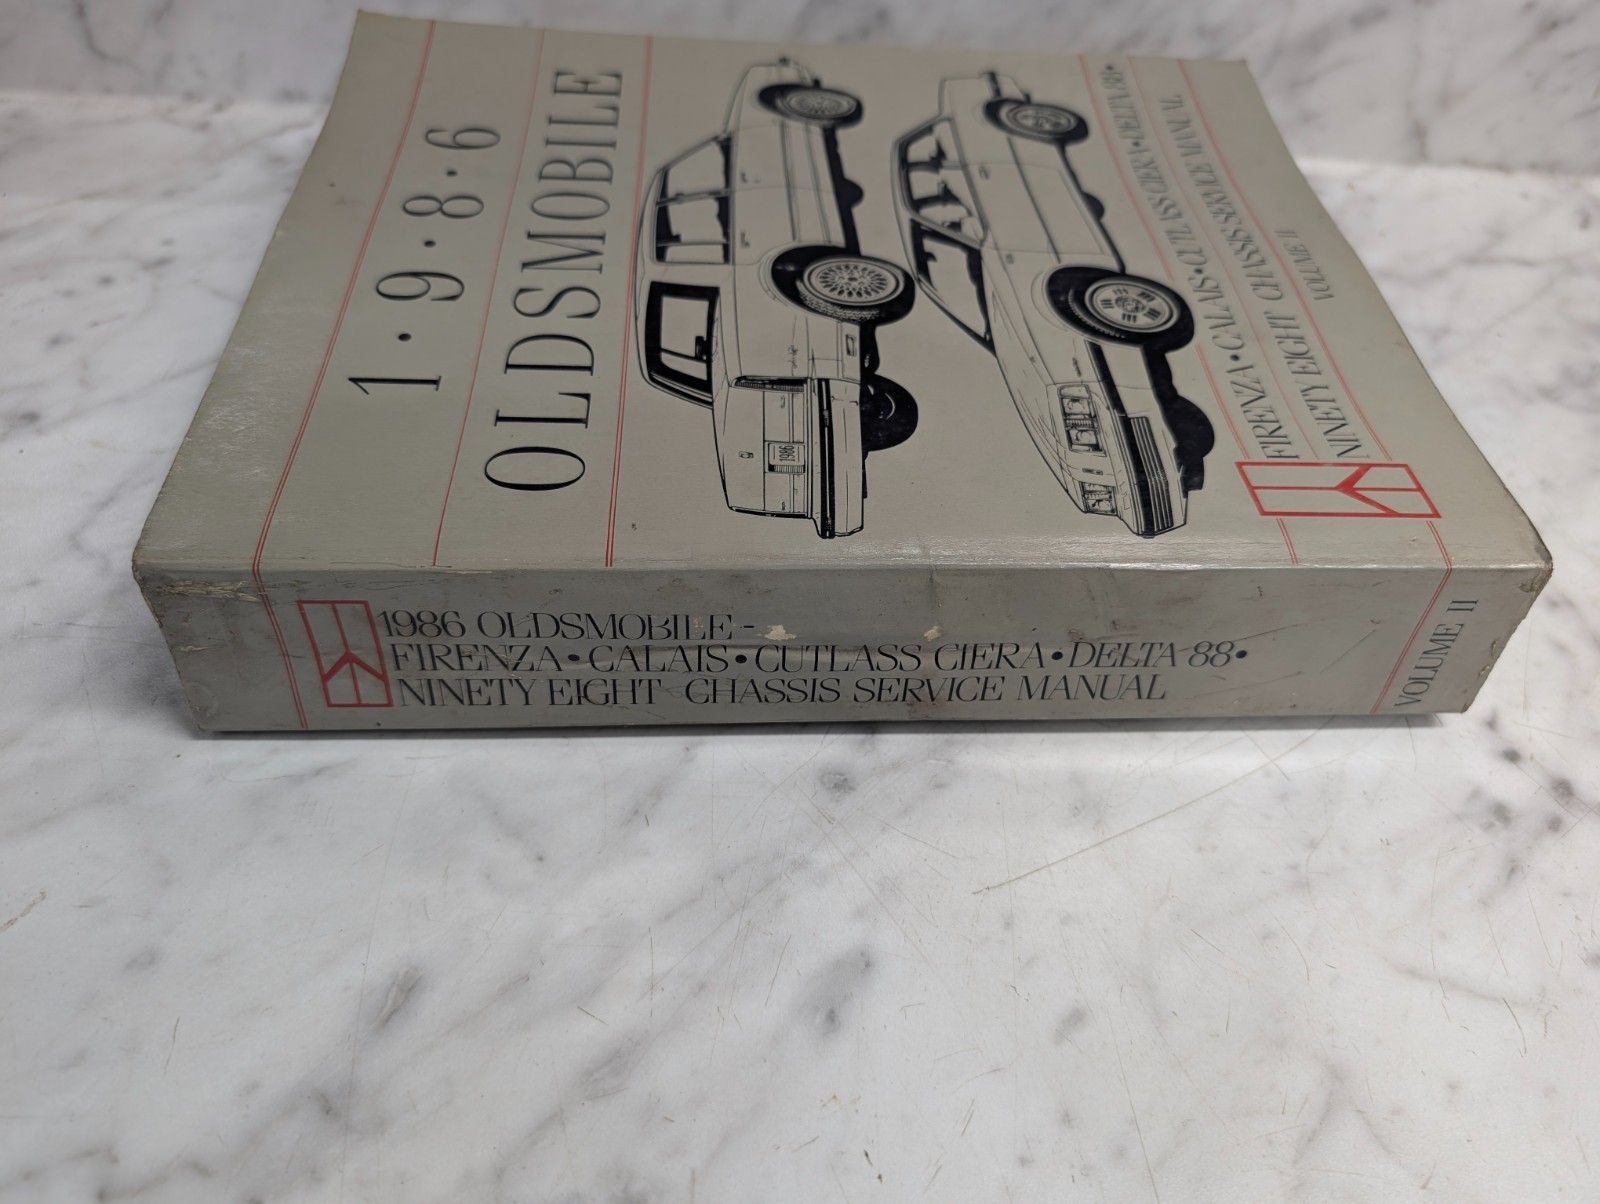 1·9·8·6
OLDSMOBILE
1986
FIRENZA•CALAIS•CUTLASS CIERA•DELTA 88•
NINETY EIGHT CHASSIS SERVICE MANUAL
VOLUME II
1986 OLDSMOBILE-
FIRENZA•CALAIS•CUTLASS CIERA•DELTA 88•
NINETY EIGHT CHASSIS SERVICE MANUAL
VOLUME II